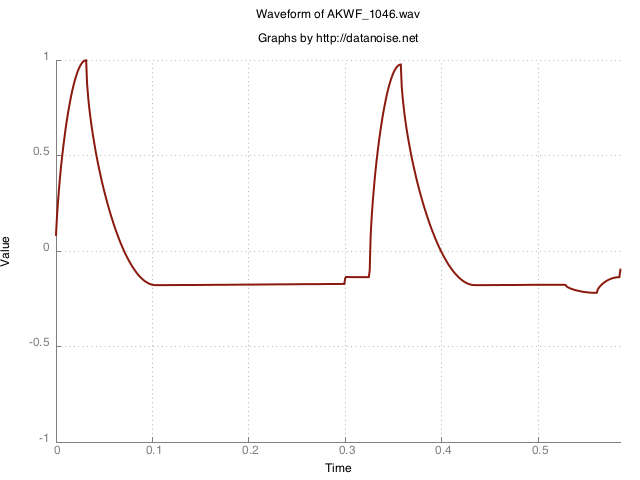 Waveform of AKWF_1046.wav
Graphs by http://datanoise.net
1
0.5
0
-0.5
-1
Value
0 0.1 0.2 0.3 0.4 0.5
Time